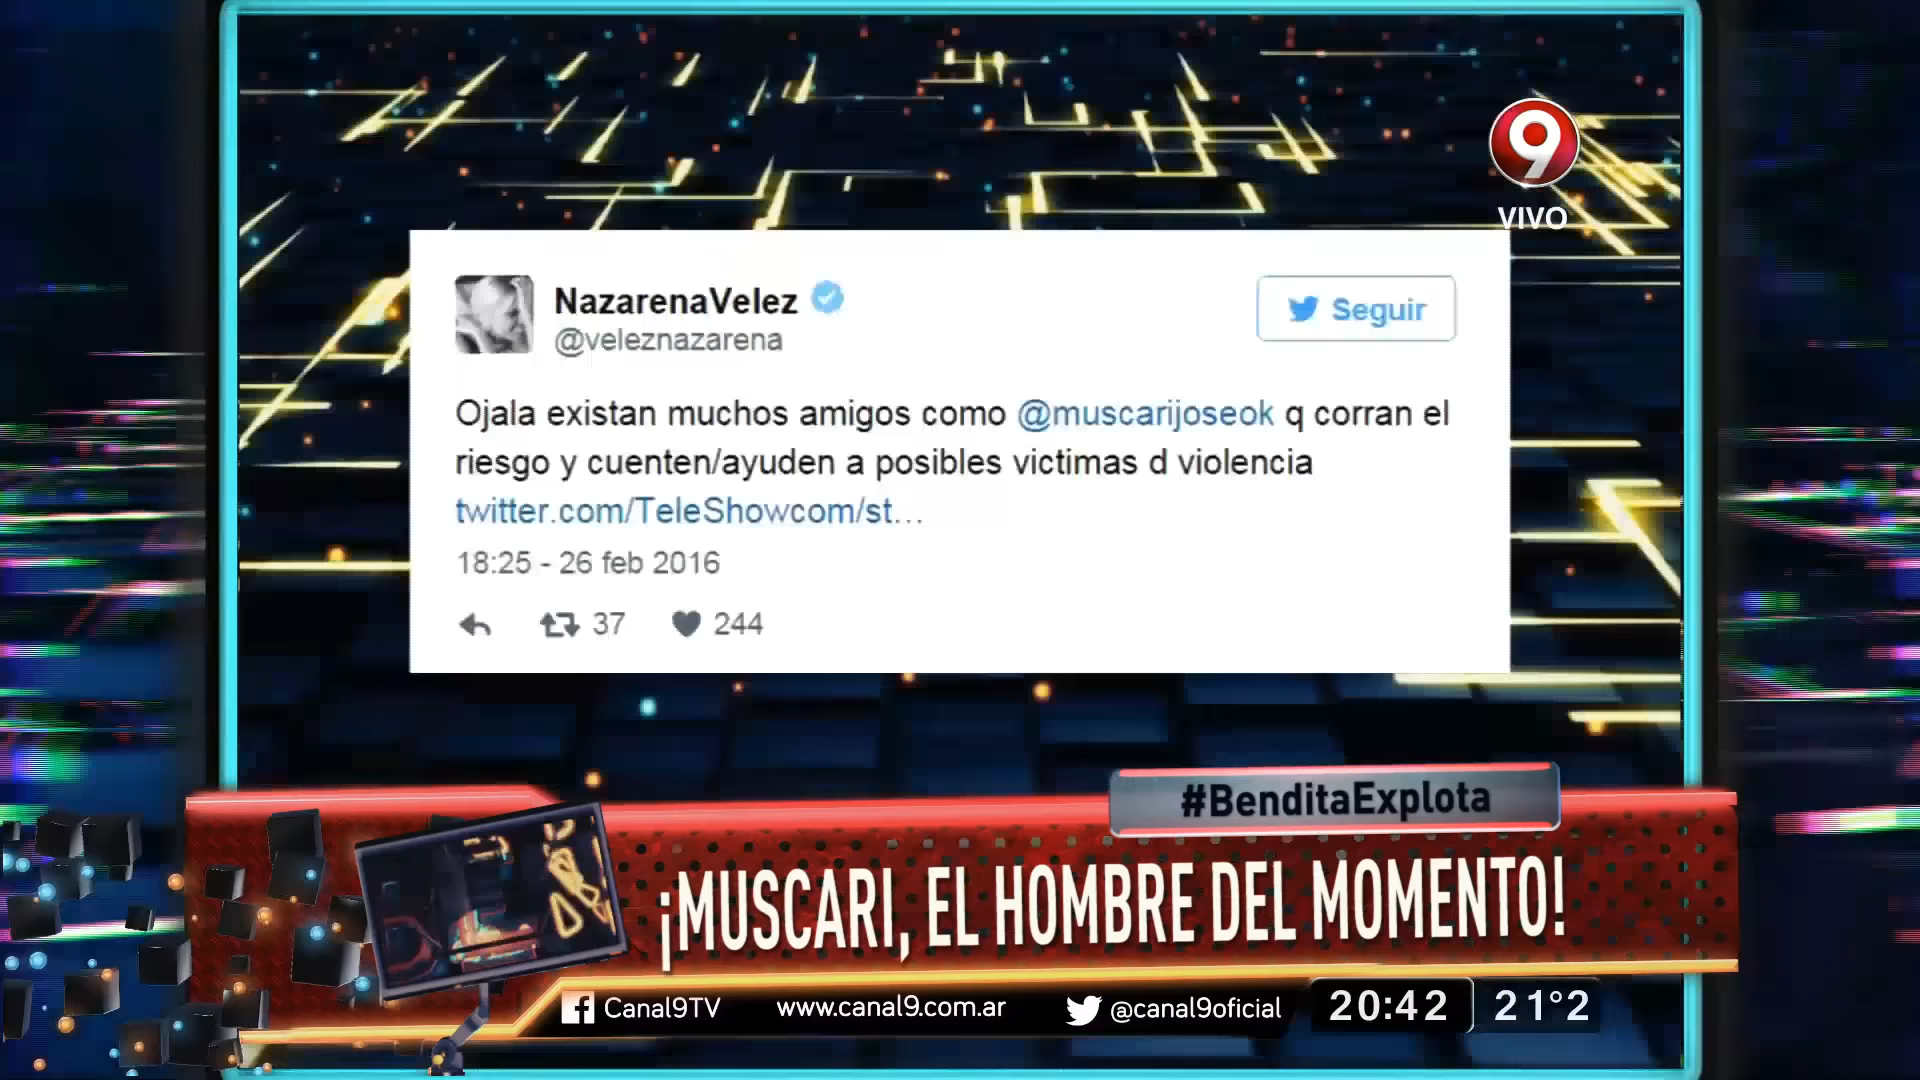 9
VIVO
NazarenaVelez
@veleznazarena
Seguir
Ojala existan muchos amigos como @muscarijoseok q corran el
riesgo y cuenten/ayuden a posibles victimas d violencia
twitter.com/TeleShowcom/st...
18:25 - 26 feb 2016
37 244
#BenditaExplota
¡MUSCARI, EL HOMBRE DEL MOMENTO!
Canal9TV www.canal9.com.ar @canal9oficial 20:42 21°2